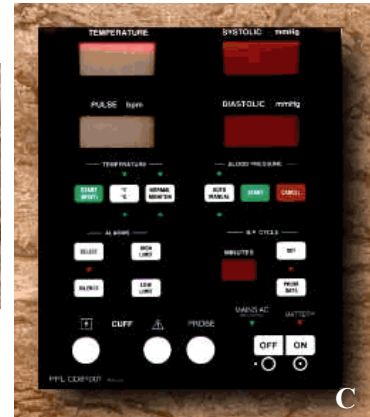 TEMPERATURE SYSTOLIC mmHg
PULSE bpm DIASTOLIC mmHg
TEMPERATURE BLOOD PRESSURE
START
°F
°C
NORMAL
MONITOR
AUTO
MANUAL
START
CANCEL
ALARMS B.P. CYCLE
SELECT
HIGH
LIMIT
MINUTES
SET
SILENCE
LOW
LIMIT
PRIOR
DATA
MAINS AC BATTERY
CUFF PROBE
OFF ON
C